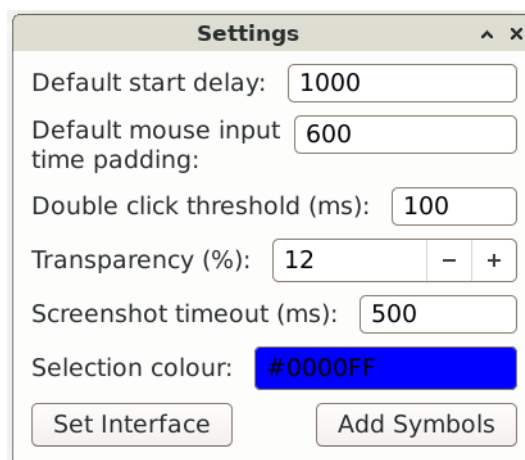 Settings
Default start delay: 1000
Default mouse input 600
time padding:
Double click threshold (ms): 100
Transparency (%): 12 − +
Screenshot timeout (ms): 500
Selection colour: #0000FF
Set Interface Add Symbols